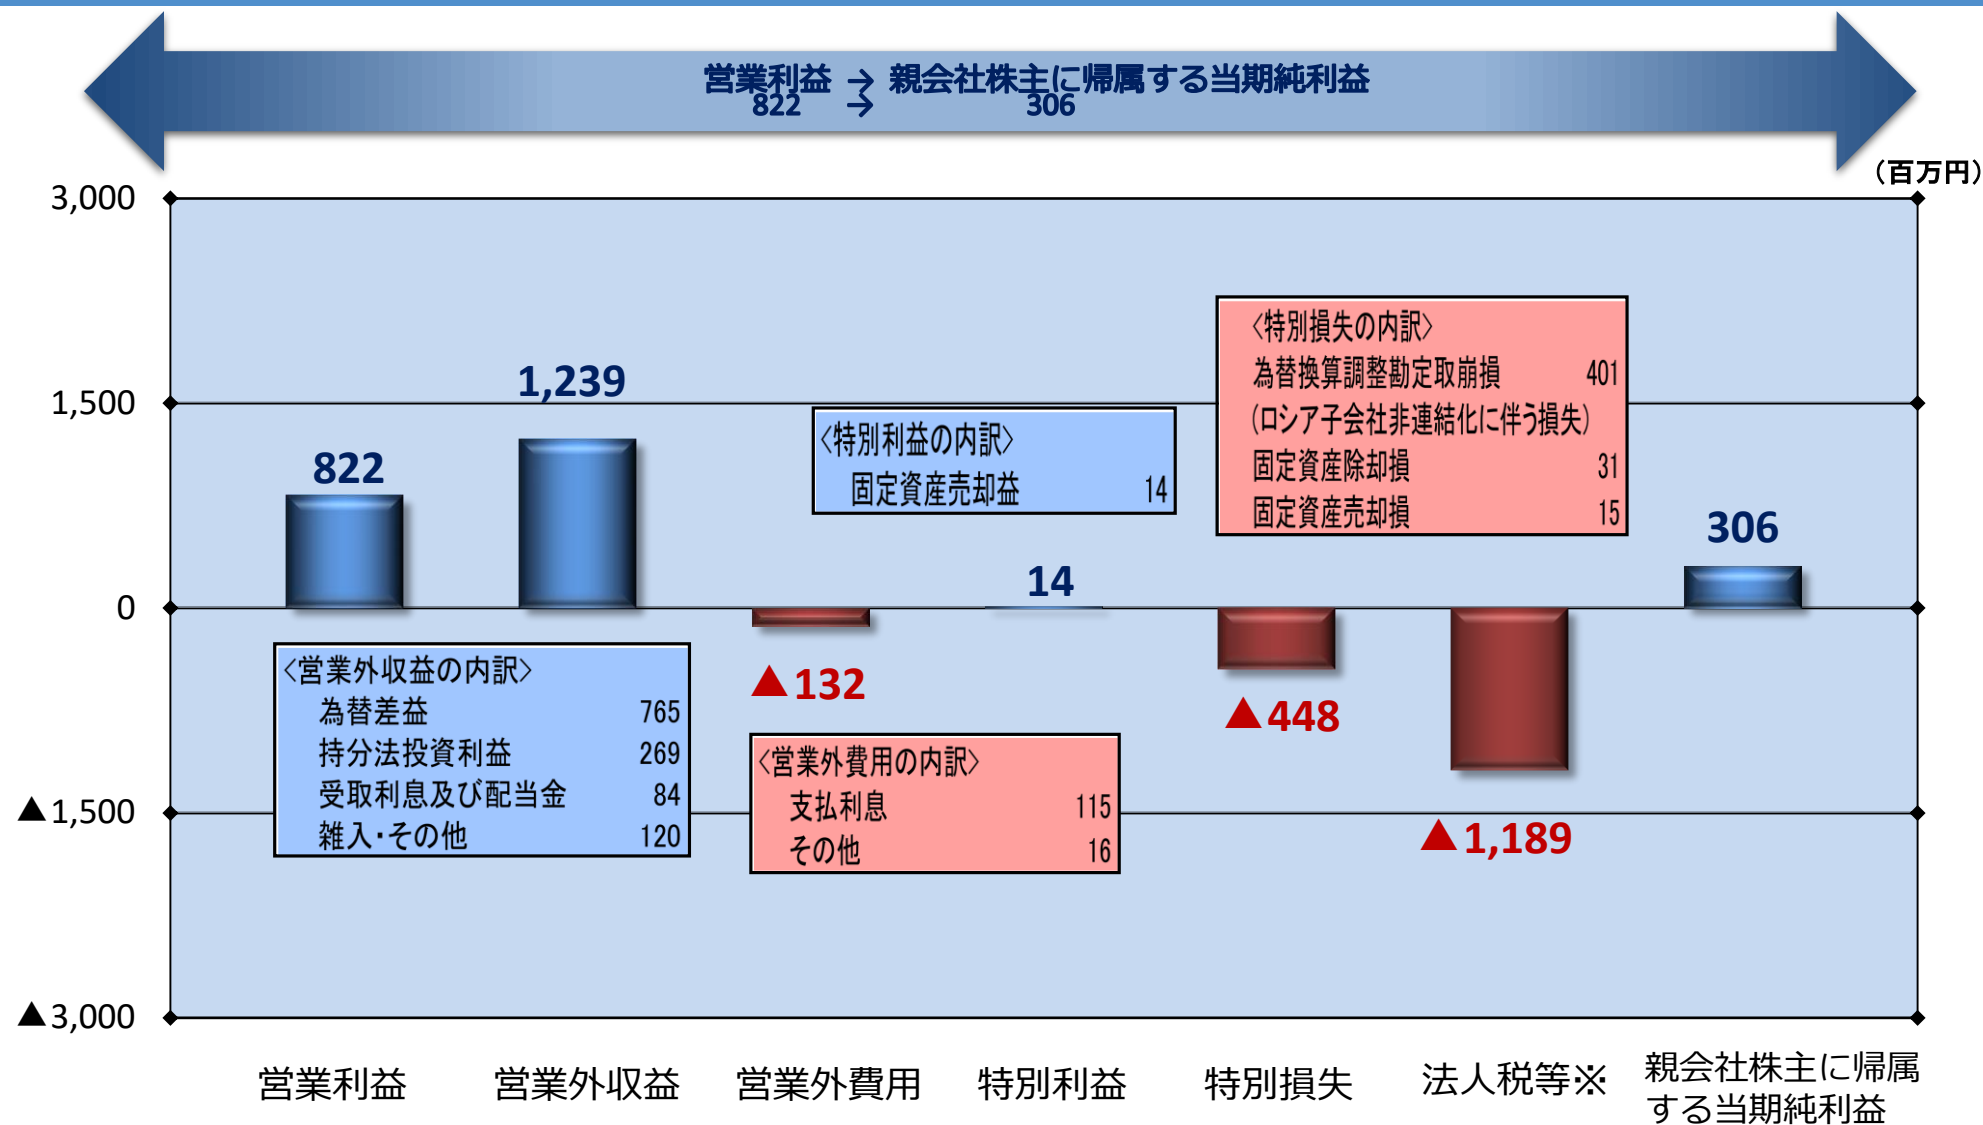 営業利益 → 親会社株主に帰属する当期純利益
822 → 306
（百万円）
3,000
1,500
0
▲1,500
▲3,000
822
1,239
▲132
14
▲448
▲1,189
306
〈営業外収益の内訳〉
為替差益 765
持分法投資利益 269
受取利息及び配当金 84
雑入・その他 120
〈営業外費用の内訳〉
支払利息 115
その他 16
〈特別利益の内訳〉
固定資産売却益 14
〈特別損失の内訳〉
為替換算調整勘定取崩損 401
(ロシア子会社非連結化に伴う損失)
固定資産除却損 31
固定資産売却損 15
営業利益
営業外収益
営業外費用
特別利益
特別損失
法人税等※
親会社株主に帰属
する当期純利益